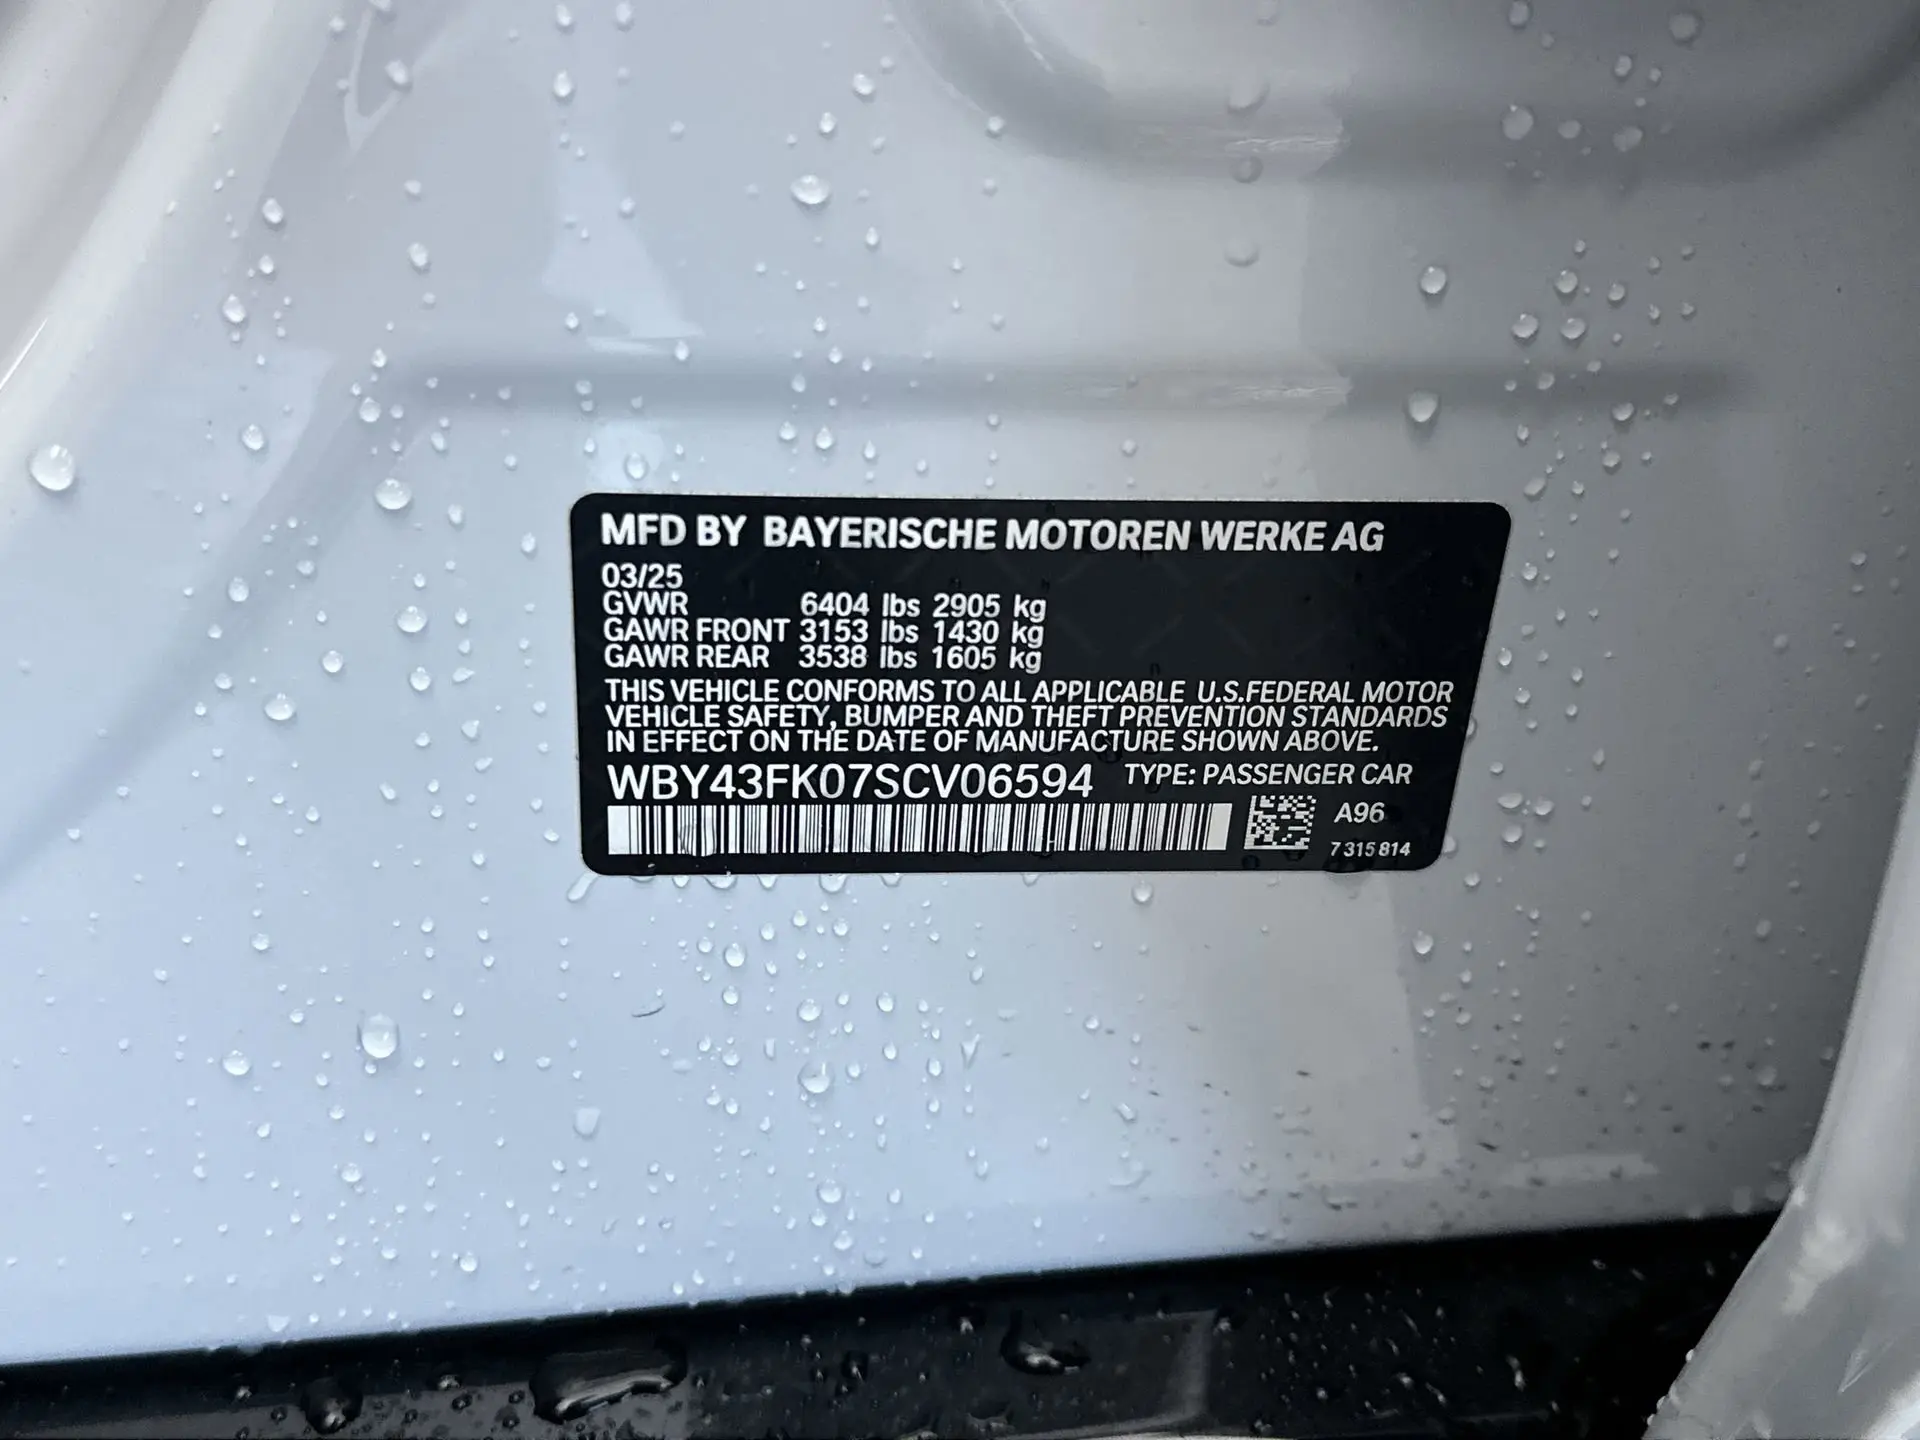 MFD BY BAYERISCHE MOTOREN WERKE AG
03/25
GVWR 6404 lbs 2905 kg
GAWR FRONT 3153 lbs 1430 kg
GAWR REAR 3538 lbs 1605 kg
THIS VEHICLE CONFORMS TO ALL APPLICABLE U.S.FEDERAL MOTOR
VEHICLE SAFETY, BUMPER AND THEFT PREVENTION STANDARDS
IN EFFECT ON THE DATE OF MANUFACTURE SHOWN ABOVE.
WBY43FK07SCV06594 TYPE: PASSENGER CAR
A96
7 315 814